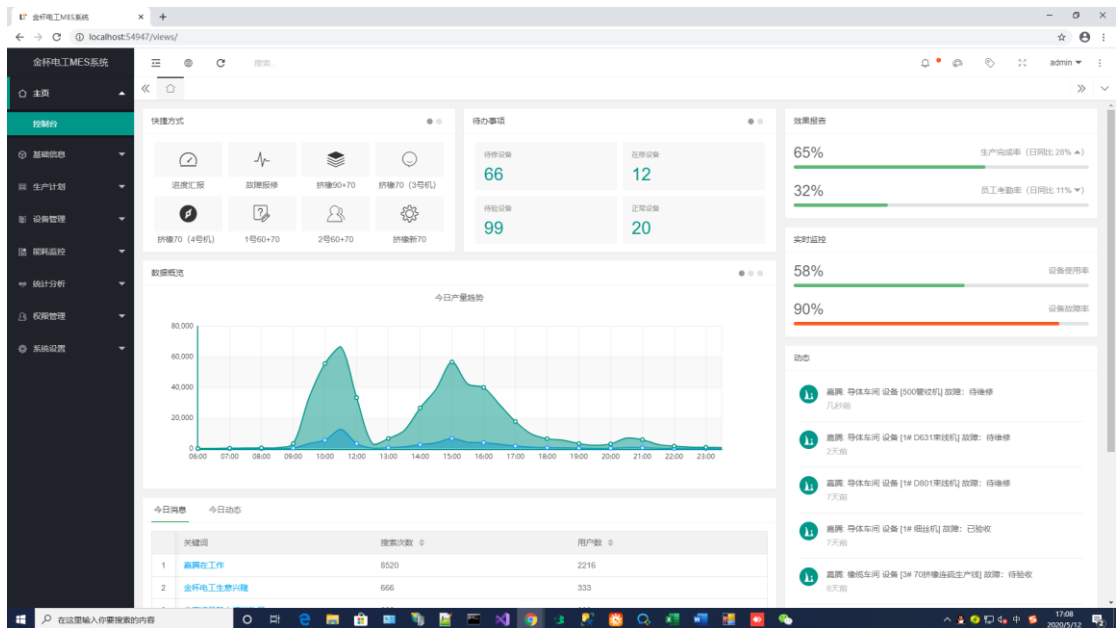 金杯电工MES系统
localhost:54947/views/
金杯电工MES系统
搜索...
admin
主页
控制台
基础信息
生产计划
设备管理
能耗监控
统计分析
权限管理
系统设置
快捷方式
进度汇报
故障报修
挤橡90+70
挤橡70（3号机）
挤橡70（4号机）
1号60+70
2号60+70
挤橡新70
待办事项
待修设备
66
在修设备
12
待验设备
99
正常设备
20
效果报告
65%
生产完成率（日同比 28% ▲）
32%
员工考勤率（日同比 11% ▼）
实时监控
58%
设备使用率
90%
设备故障率
数据概览
今日产量趋势
80,000
60,000
40,000
20,000
0
06:00 07:00 08:00 09:00 10:00 11:00 12:00 13:00 14:00 15:00 16:00 17:00 18:00 19:00 20:00 21:00 22:00 23:00
动态
嘉腾 导体车间 设备 [500管绞机] 故障：待维修
几秒前
嘉腾 导体车间 设备 [1# D631束线机] 故障：待维修
2天前
嘉腾 导体车间 设备 [1# D801束线机] 故障：待维修
7天前
嘉腾 导体车间 设备 [1# 细丝机] 故障：已验收
7天前
嘉腾 橡缆车间 设备 [3# 70挤橡连硫生产线] 故障：待验收
8天前
今日消息 今日动态
关键词 搜索次数 用户数
1 嘉腾在工作 8520 2216
2 金杯电工生意兴隆 666 333
在这里输入你要搜索的内容
中
17:08
2020/5/12